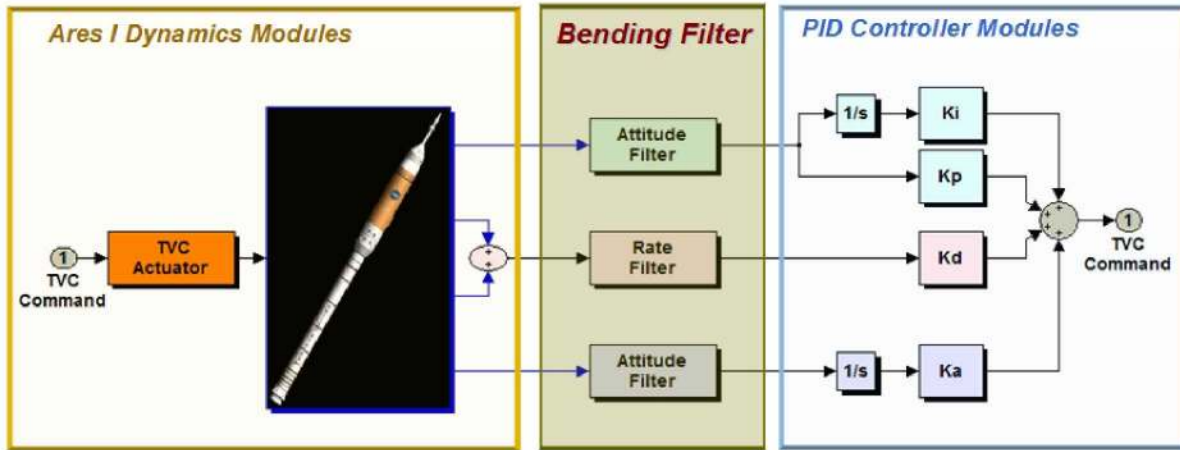 Ares I Dynamics Modules
Bending Filter
PID Controller Modules
1
TVC
Command
TVC
Actuator
+
+
Attitude
Filter
Rate
Filter
Attitude
Filter
1/s
Ki
Kp
Kd
1/s
Ka
+
+
+
+
1
TVC
Command